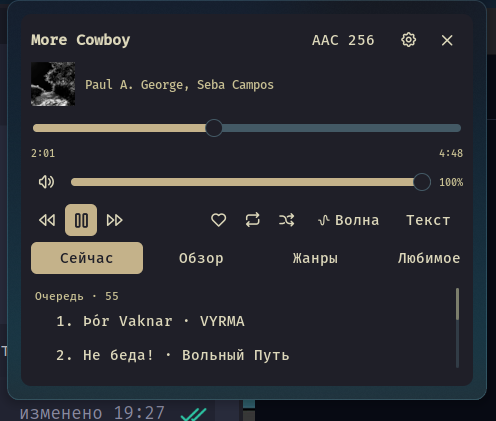 More Cowboy AAC 256
Paul A. George, Seba Campos
2:01 4:48
100%
Волна Текст
Сейчас Обзор Жанры Любимое
Очередь · 55
1. Þór Vaknar · VYRMA
2. Не беда! · Вольный Путь
изменено 19:27